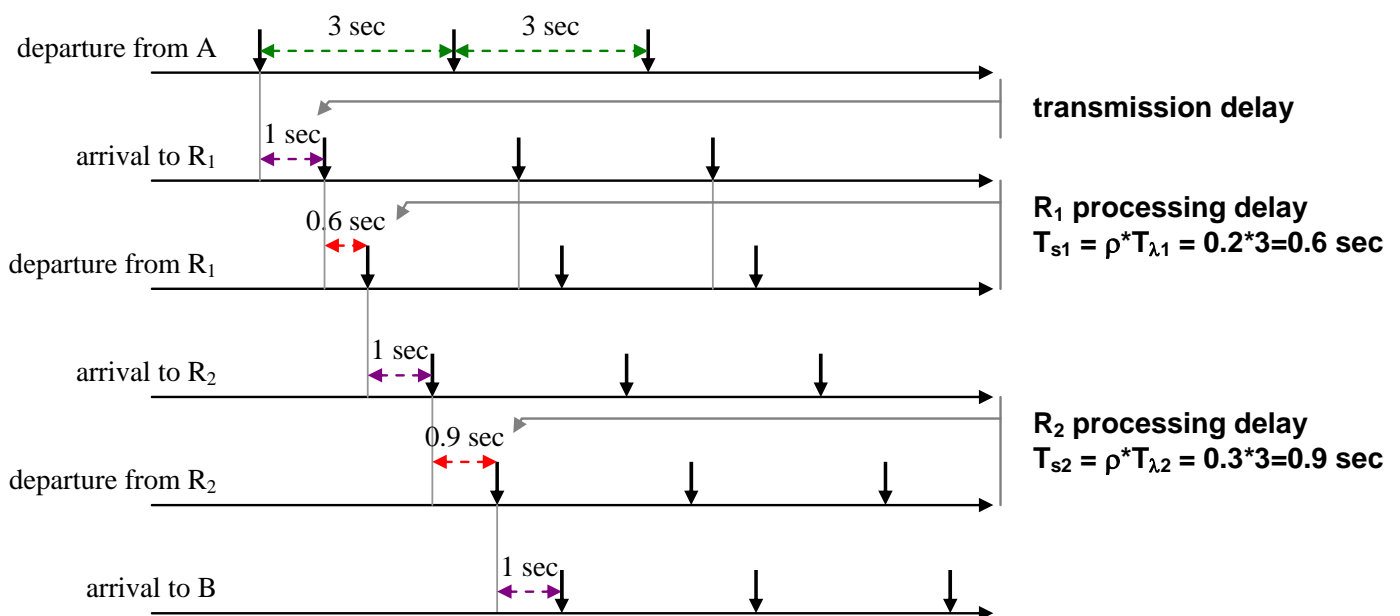 3 sec 3 sec
departure from A
transmission delay
1 sec
arrival to R₁
R₁ processing delay
0.6 sec
Tₛ₁ = ρ*T_λ1 = 0.2*3=0.6 sec
departure from R₁
1 sec
arrival to R₂
R₂ processing delay
0.9 sec
Tₛ₂ = ρ*T_λ2 = 0.3*3=0.9 sec
departure from R₂
1 sec
arrival to B